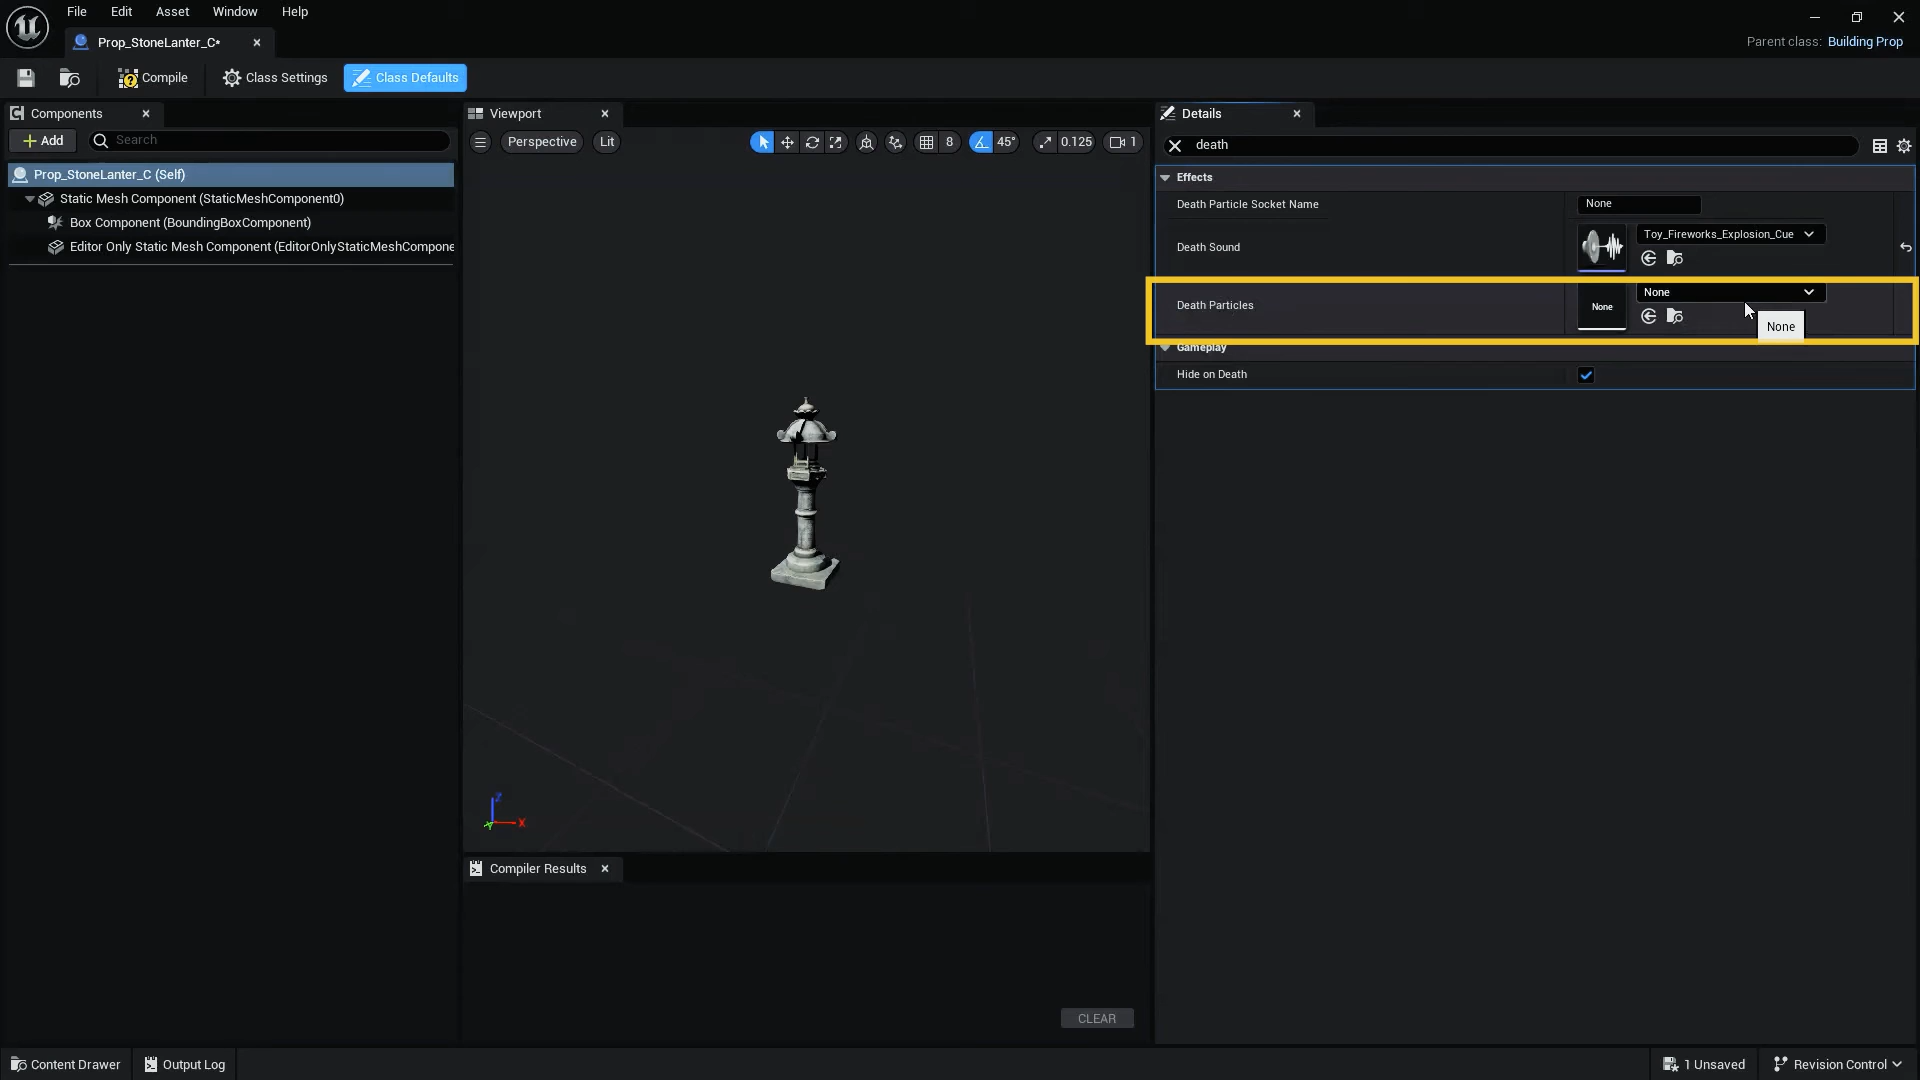 File Edit Asset Window Help
Prop_StoneLanter_C*
Parent class: Building Prop
Compile Class Settings Class Defaults
Components
Viewport
Details
Add Search
Perspective Lit 8 45° 0.125 1
death
Prop_StoneLanter_C (Self)
Static Mesh Component (StaticMeshComponent0)
Box Component (BoundingBoxComponent)
Editor Only Static Mesh Component (EditorOnlyStaticMeshCompone
Effects
Death Particle Socket Name None
Death Sound Toy_Fireworks_Explosion_Cue
Death Particles None None
None
Gameplay
Hide on Death
Z
X
Y
Compiler Results
CLEAR
Content Drawer Output Log 1 Unsaved Revision Control